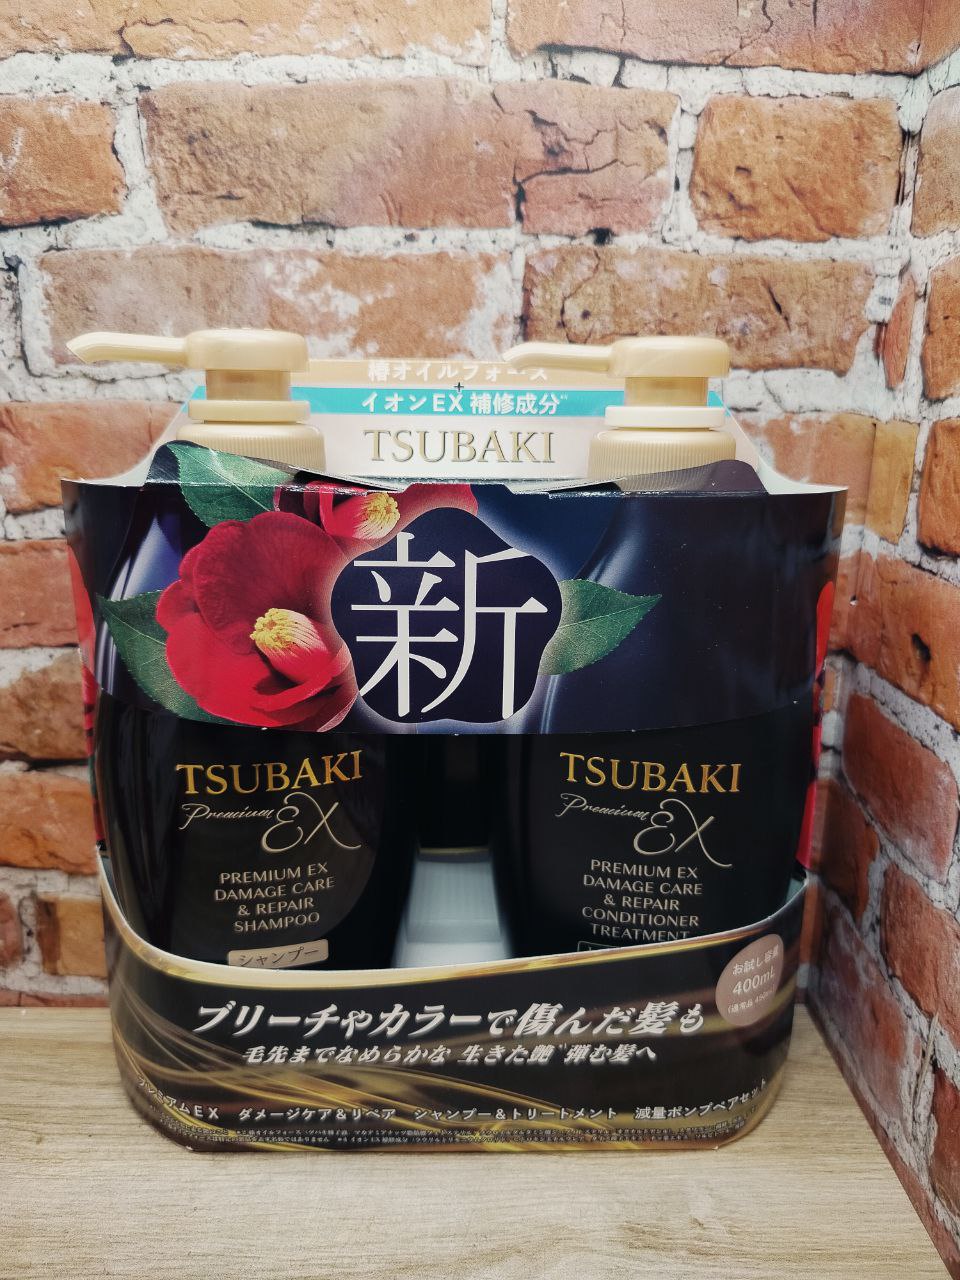 椿オイルフォース
+
イオンEX 補修成分
TSUBAKI
新
TSUBAKI
Premium EX
PREMIUM EX
DAMAGE CARE
& REPAIR
SHAMPOO
シャンプー
TSUBAKI
Premium EX
PREMIUM EX
DAMAGE CARE
& REPAIR
CONDITIONER
TREATMENT
お試し容量
400mL
ブリーチやカラーで傷んだ髪も
毛先までなめらかな 生きた艶 弾む髪へ
プレミアムEX ダメージケア&リペア シャンプー&トリートメント 減量ポンプペアセット